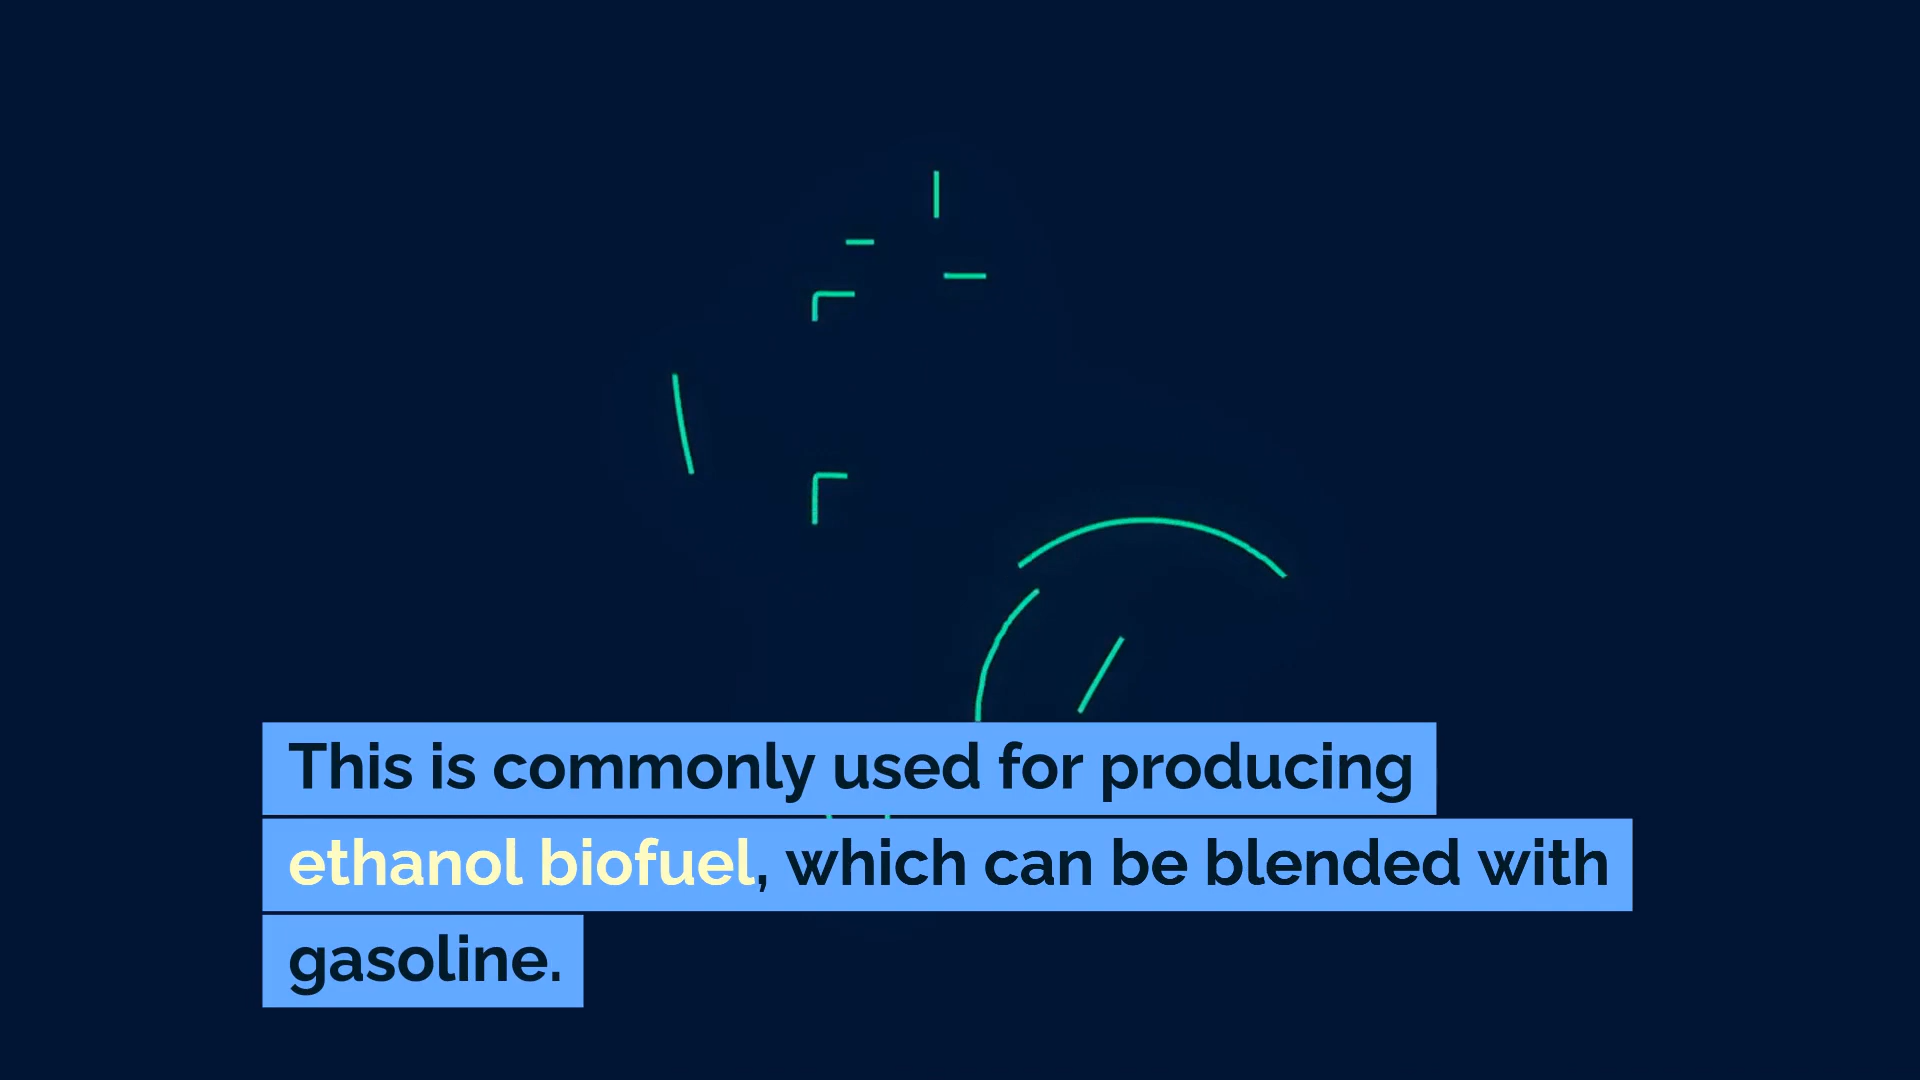 This is commonly used for producing
ethanol biofuel, which can be blended with
gasoline.